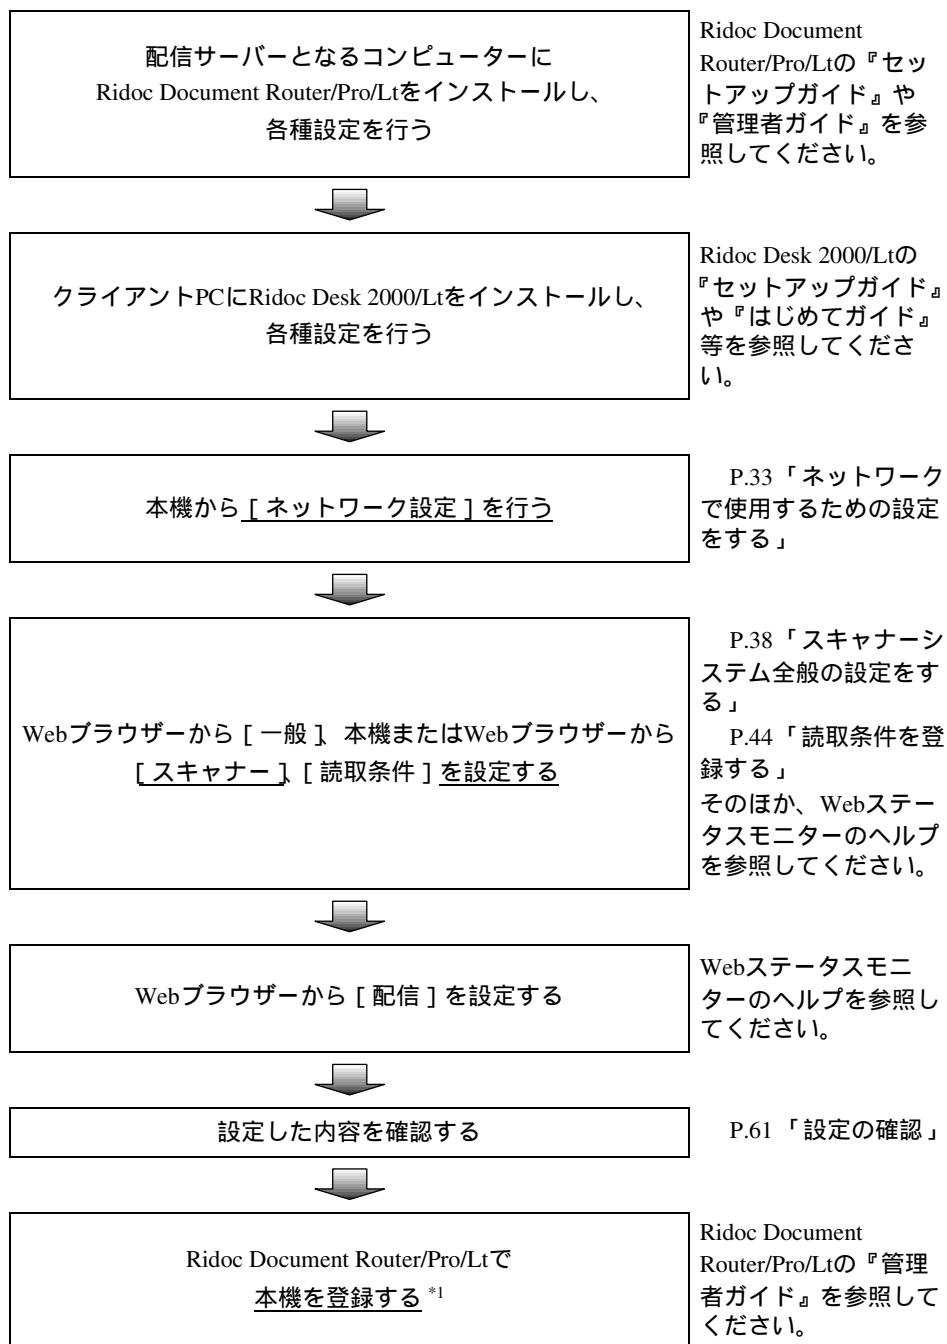 配信サーバーとなるコンピューターに
Ridoc Document Router/Pro/Ltをインストールし、
各種設定を行う
Ridoc Document
Router/Pro/Ltの『セッ
トアップガイド』や
『管理者ガイド』を参
照してください。
クライアントPCにRidoc Desk 2000/Ltをインストールし、
各種設定を行う
Ridoc Desk 2000/Ltの
『セットアップガイド』
や『はじめてガイド』
等を参照してくださ
い。
本機から［ネットワーク設定］を行う
P.33「ネットワーク
で使用するための設定
をする」
Webブラウザーから［一般］、本機またはWebブラウザーから
［スキャナー］、［読取条件］を設定する
P.38「スキャナーシ
ステム全般の設定をす
る」
P.44「読取条件を登
録する」
そのほか、Webステー
タスモニターのヘルプ
を参照してください。
Webブラウザーから［配信］を設定する
Webステータスモニ
ターのヘルプを参照し
てください。
設定した内容を確認する
P.61「設定の確認」
Ridoc Document Router/Pro/Ltで
本機を登録する *1
Ridoc Document
Router/Pro/Ltの『管理
者ガイド』を参照して
ください。